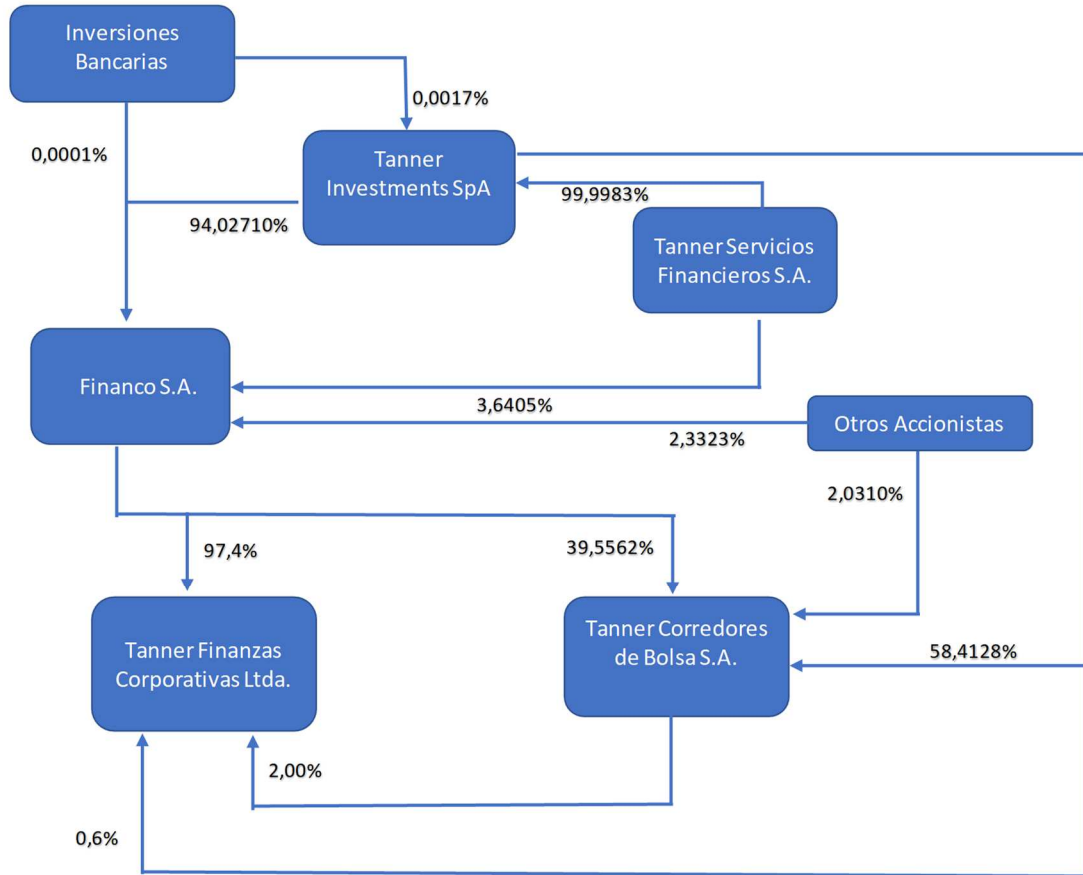 Inversiones
Bancarias
0,0017%
0,0001%
Tanner
Investments SpA
99,9983%
94,02710%
Tanner Servicios
Financieros S.A.
Financo S.A.
3,6405%
Otros Accionistas
2,3323%
2,0310%
97,4%
39,5562%
Tanner Finanzas
Corporativas Ltda.
Tanner Corredores
de Bolsa S.A.
58,4128%
2,00%
0,6%